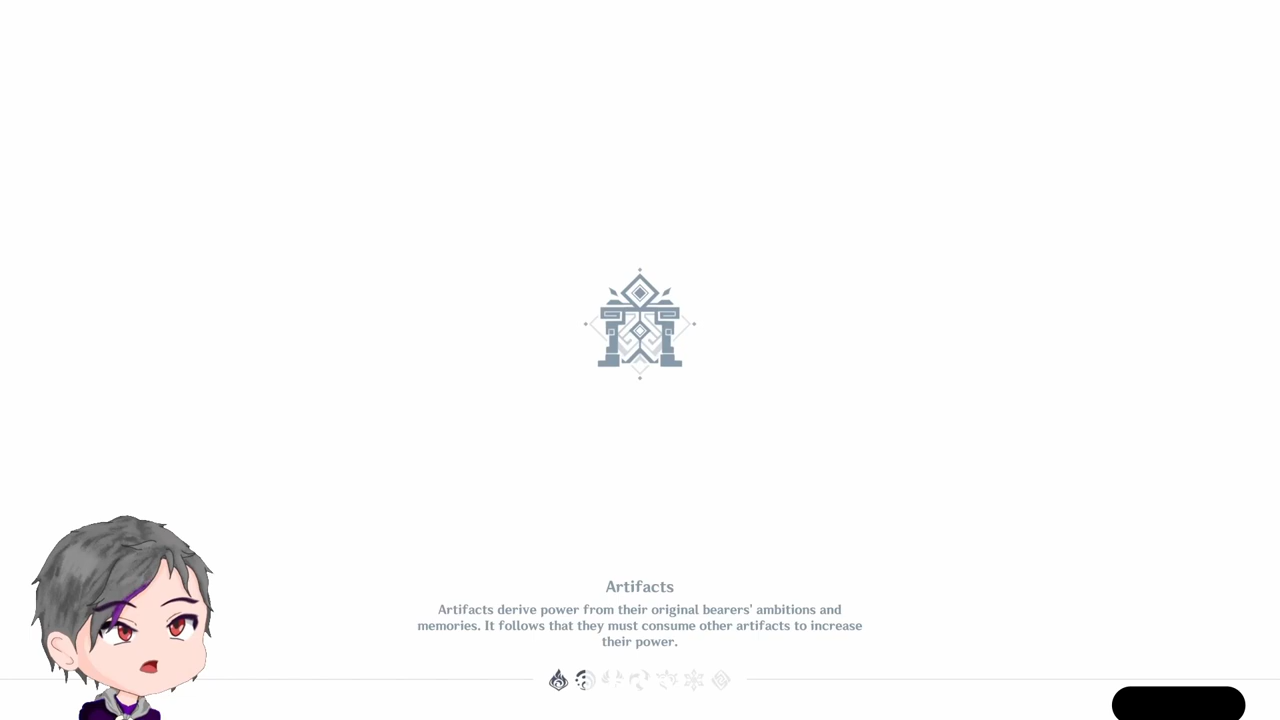 Artifacts
Artifacts derive power from their original bearers' ambitions and
memories. It follows that they must consume other artifacts to increase
their power.